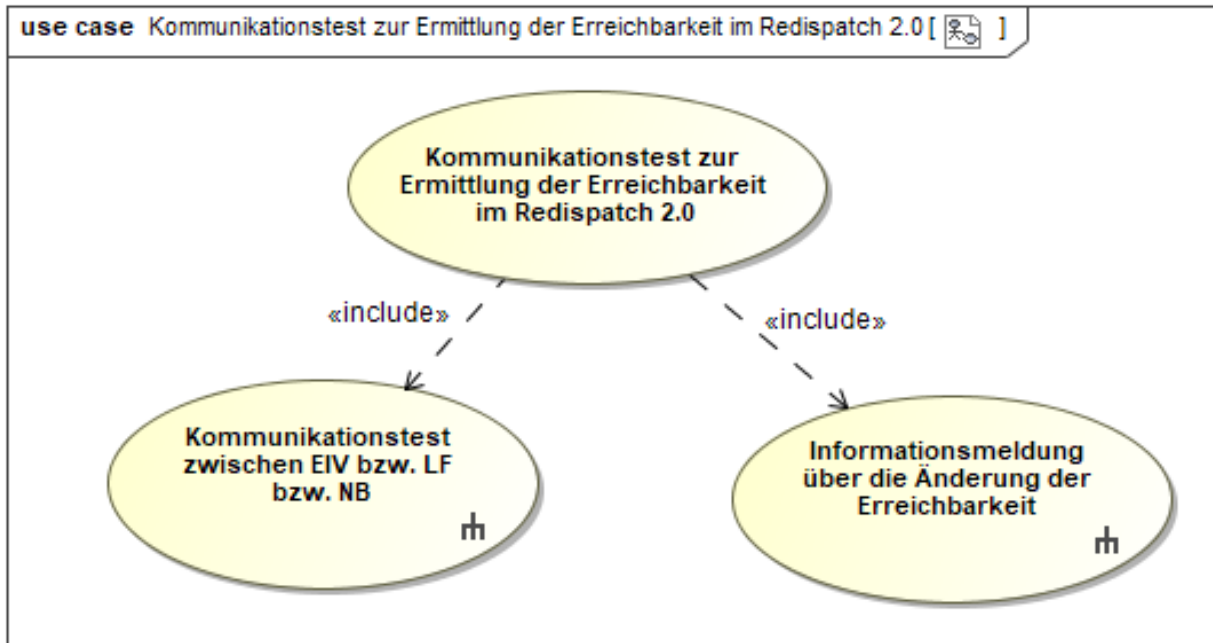 use case Kommunikationstest zur Ermittlung der Erreichbarkeit im Redispatch 2.0 [ ]
Kommunikationstest zur
Ermittlung der Erreichbarkeit
im Redispatch 2.0
«include»
«include»
Kommunikationstest
zwischen EIV bzw. LF
bzw. NB
Informationsmeldung
über die Änderung der
Erreichbarkeit